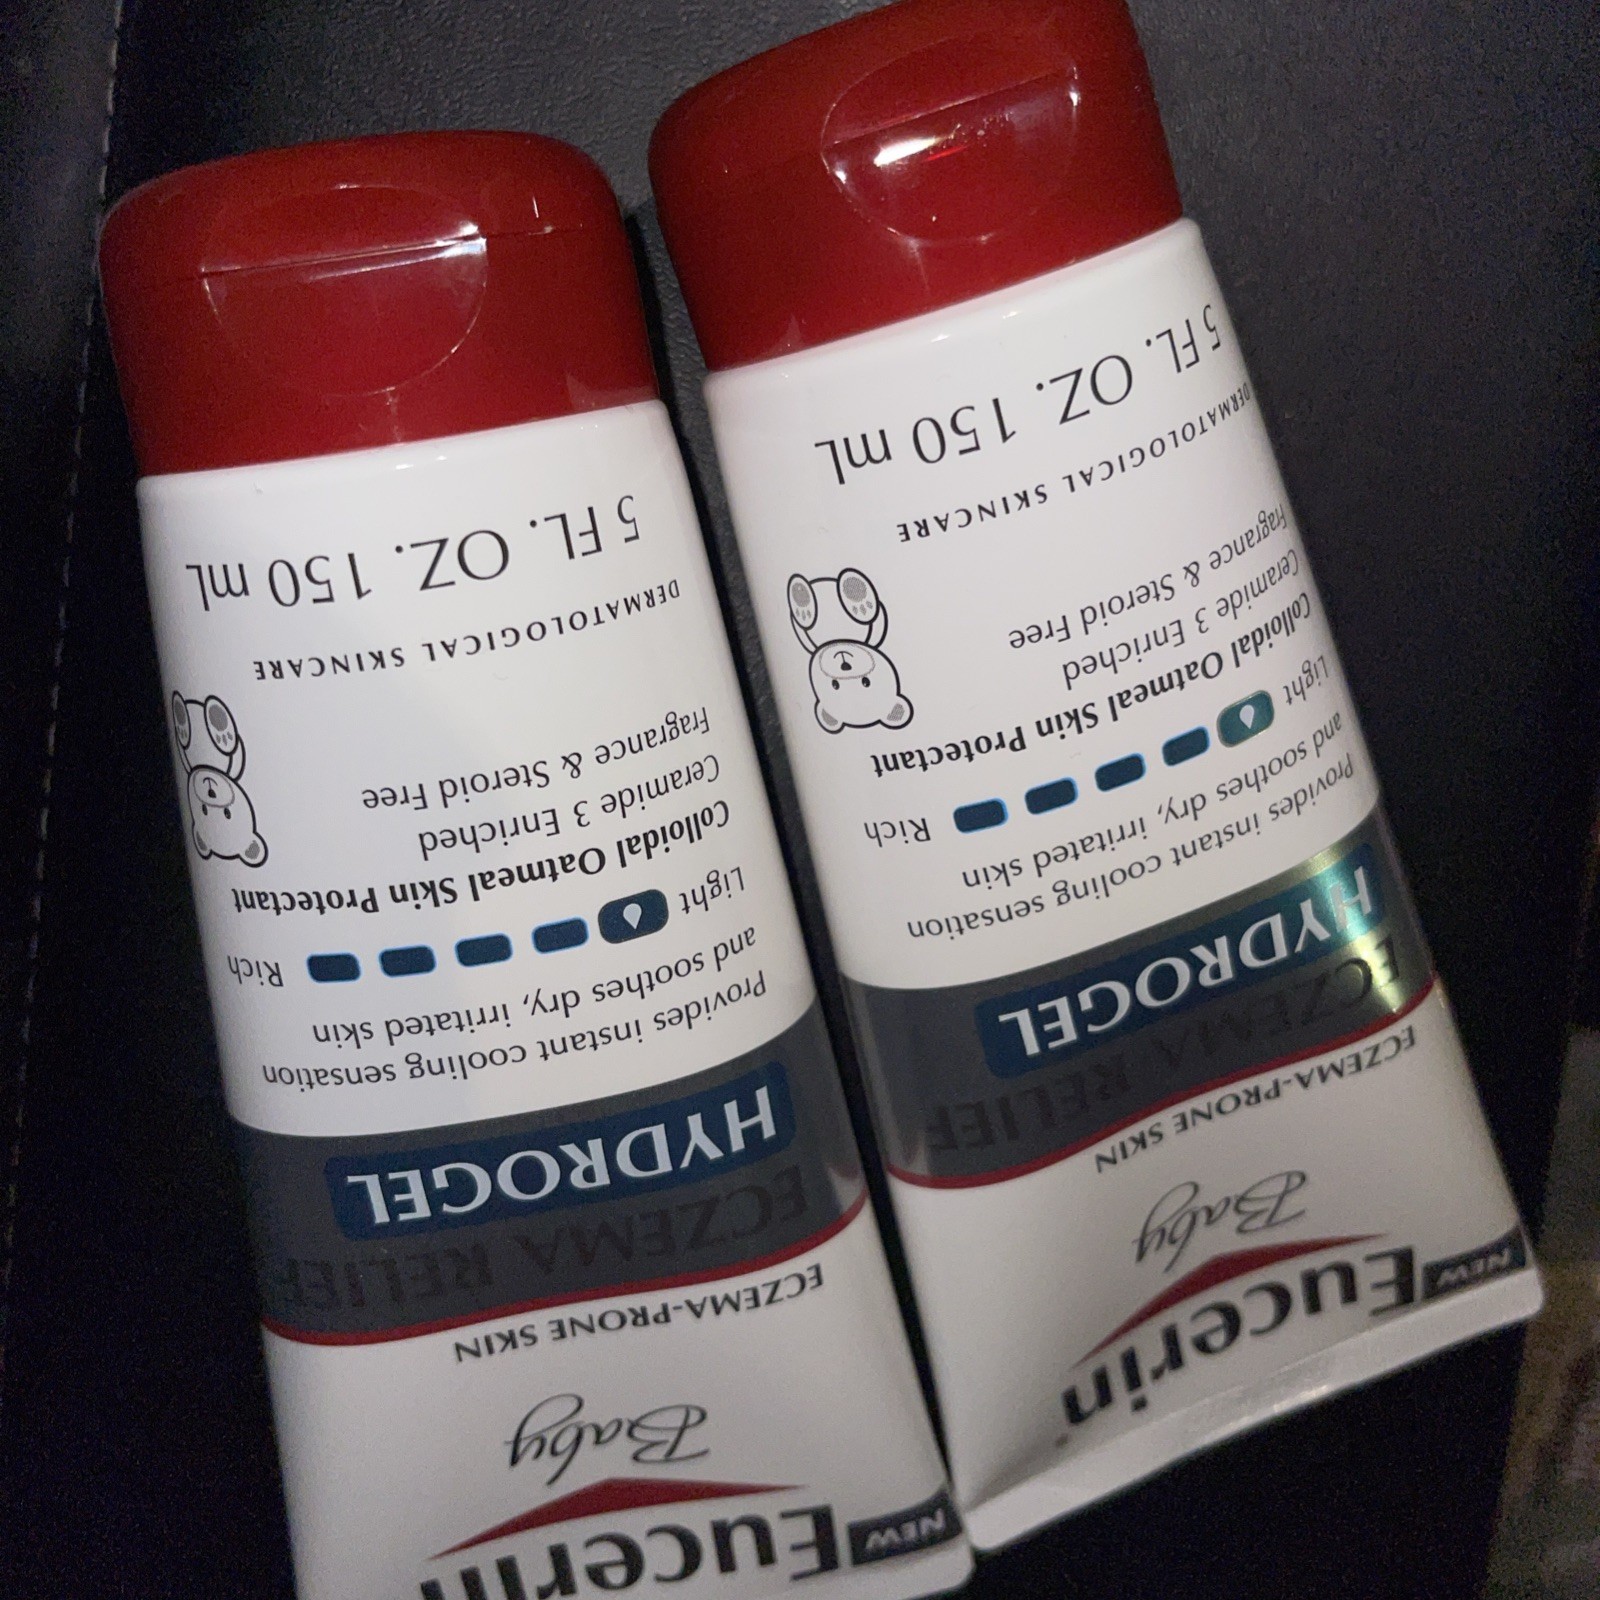 NEW
Eucerin
Baby
ECZEMA-PRONE SKIN
ECZEMA RELIEF
HYDROGEL
Provides instant cooling sensation
and soothes dry, irritated skin
Light Rich
Colloidal Oatmeal Skin Protectant
Ceramide 3 Enriched
Fragrance & Steroid Free
DERMATOLOGICAL SKINCARE
5 FL. OZ. 150 mL
NEW
Eucerin
Baby
ECZEMA-PRONE SKIN
ECZEMA RELIEF
HYDROGEL
Provides instant cooling sensation
and soothes dry, irritated skin
Light Rich
Colloidal Oatmeal Skin Protectant
Ceramide 3 Enriched
Fragrance & Steroid Free
DERMATOLOGICAL SKINCARE
5 FL. OZ. 150 mL